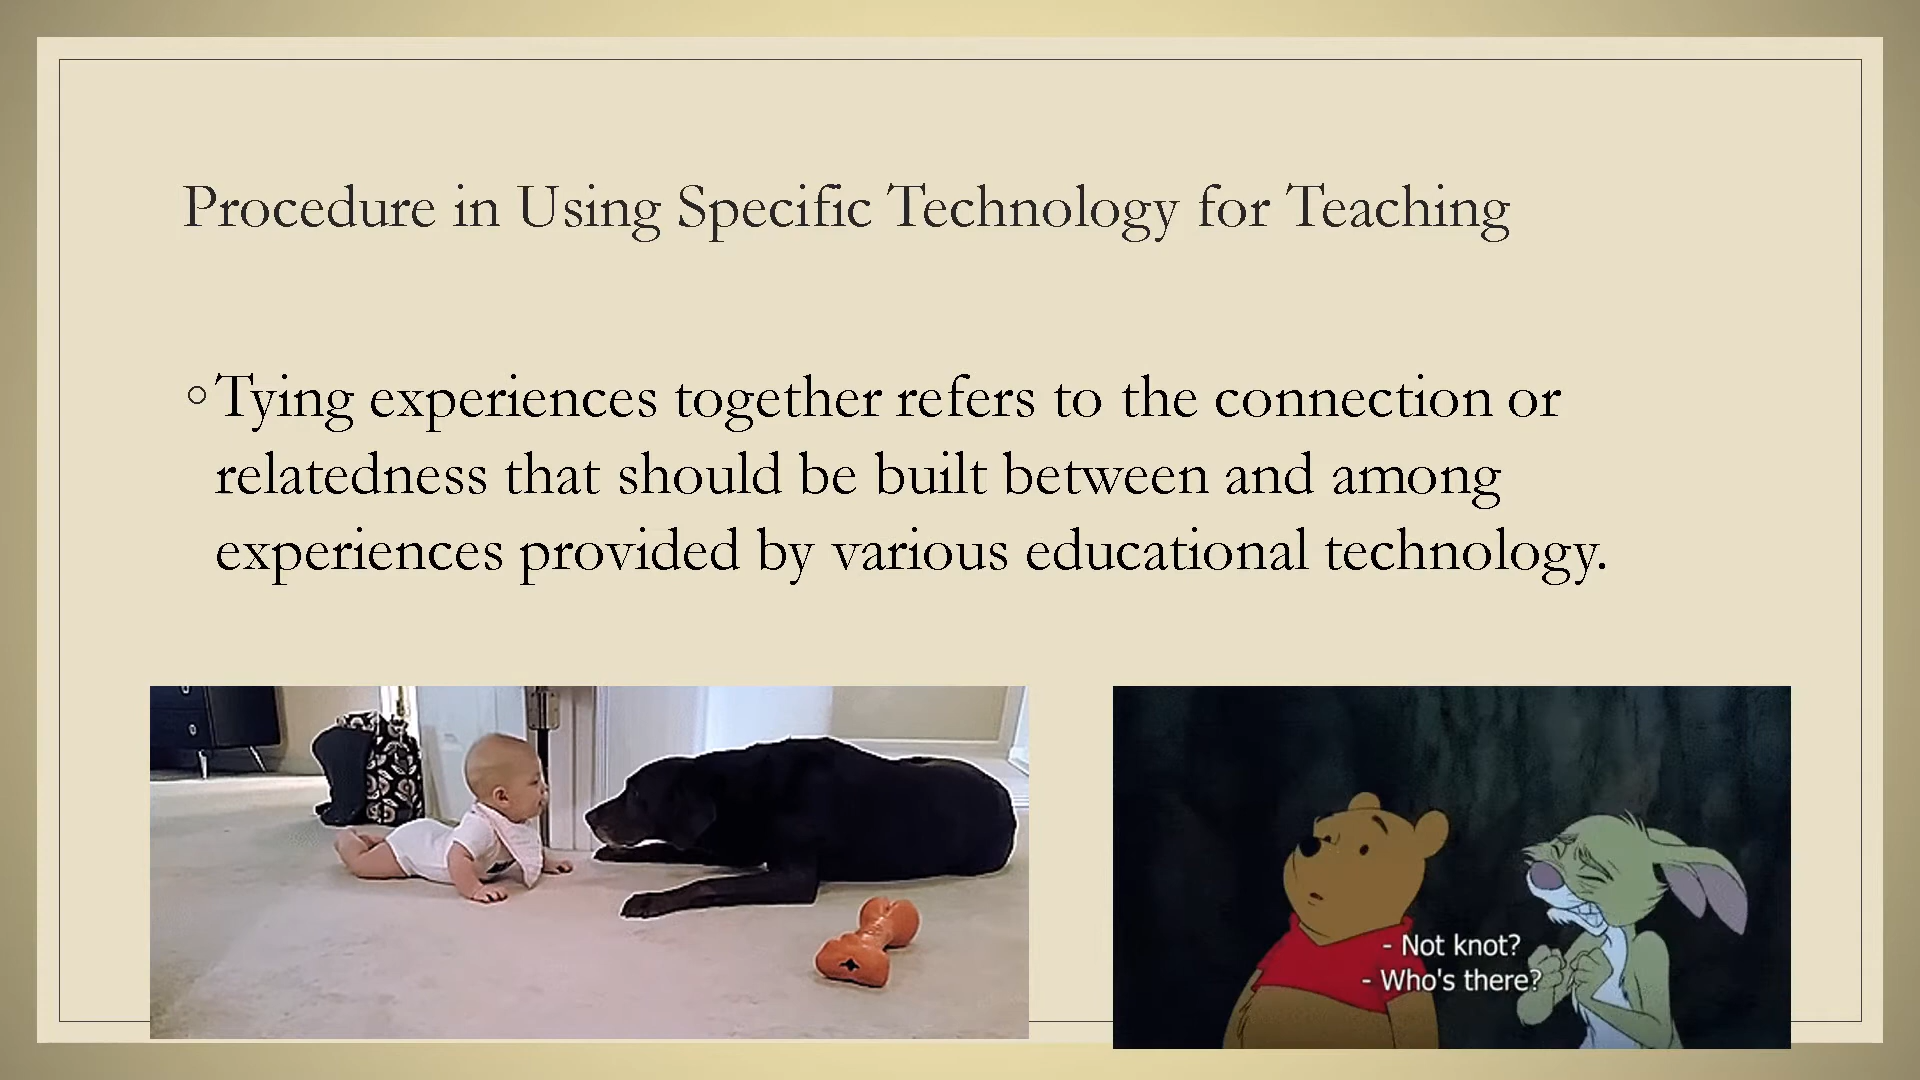 Procedure in Using Specific Technology for Teaching
Tying experiences together refers to the connection or
relatedness that should be built between and among
experiences provided by various educational technology.
- Not knot?
- Who's there?